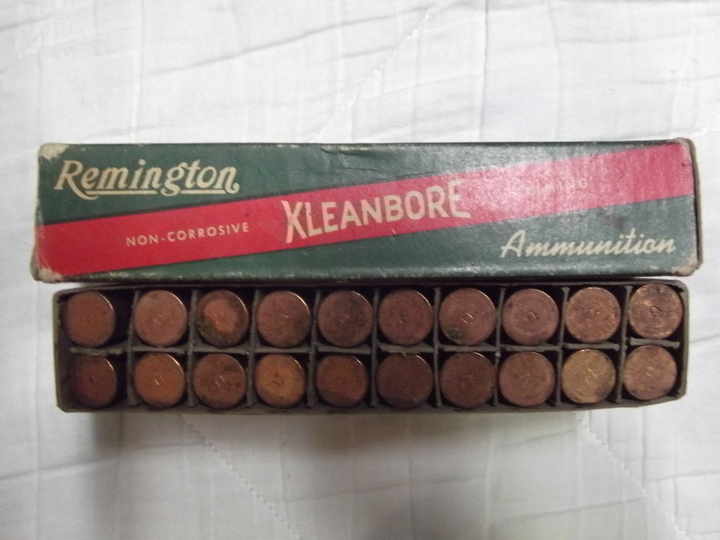 Remington
NON-CORROSIVE
KLEANBORE
Ammunition